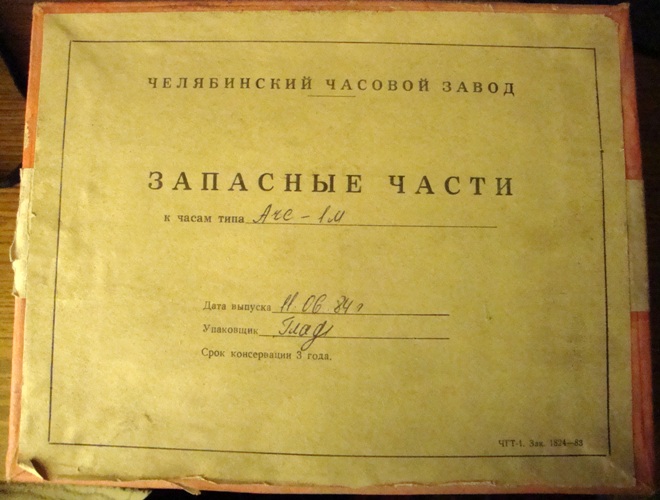 ЧЕЛЯБИНСКИЙ ЧАСОВОЙ ЗАВОД
ЗАПАСНЫЕ ЧАСТИ
к часам типа АчС-1М
Дата выпуска 11.06.84 г
Упаковщик
Срок консервации 3 года.
ЧГТ-1. Зак. 1824—83